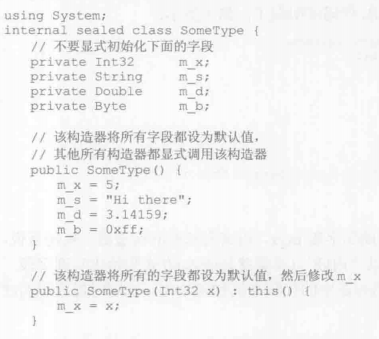 using System;
internal sealed class SomeType {
    // 不要显式初始化下面的字段
    private Int32      m_x;
    private String     m_s;
    private Double     m_d;
    private Byte       m_b;

    // 该构造器将所有字段都设为默认值，
    // 其他所有构造器都显式调用该构造器
    public SomeType() {
        m_x = 5;
        m_s = "Hi there";
        m_d = 3.14159;
        m_b = 0xff;
    }

    // 该构造器将所有的字段都设为默认值，然后修改 m_x
    public SomeType(Int32 x) : this() {
        m_x = x;
    }